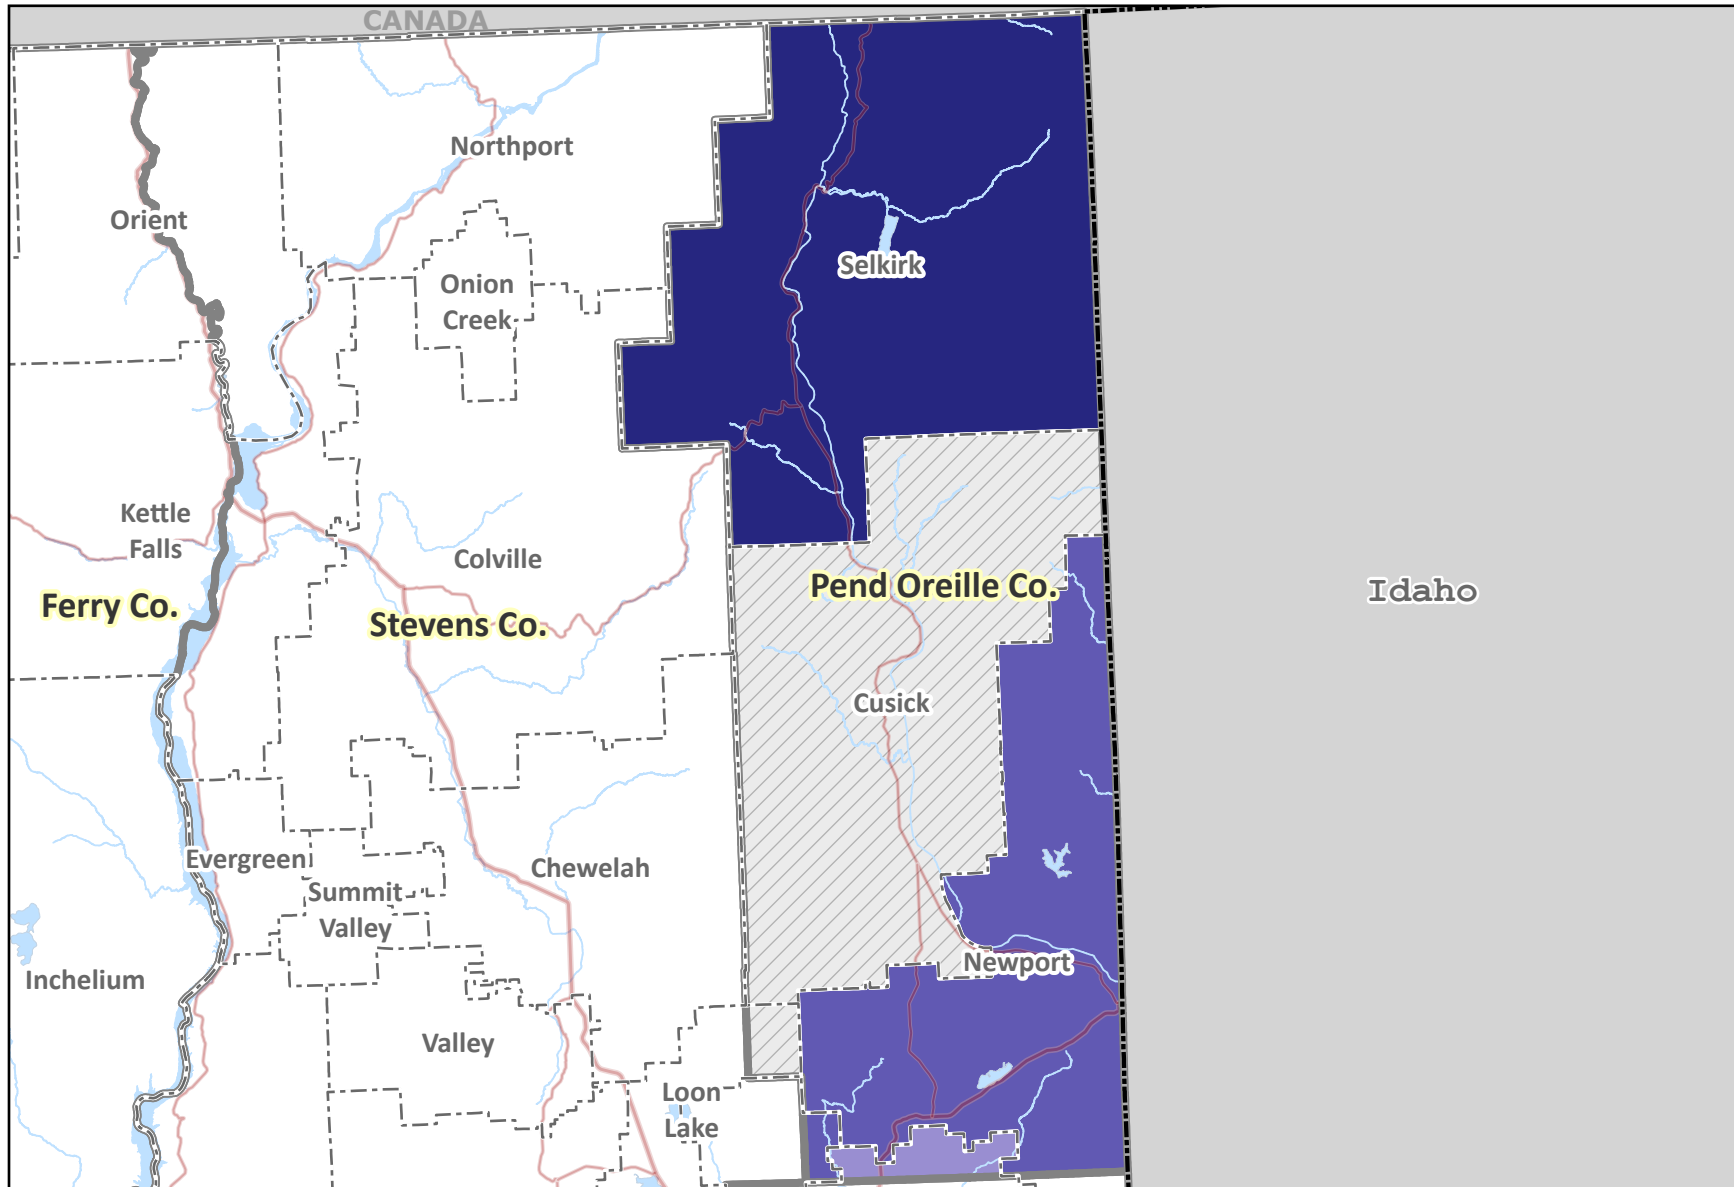 CANADA
Northport
Orient
Selkirk
Onion
Creek
Kettle
Falls
Colville
Pend Oreille Co.
Ferry Co.
Stevens Co.
Idaho
Cusick
Evergreen
Chewelah
Summit
Valley
Newport
Inchelium
Valley
Loon
Lake